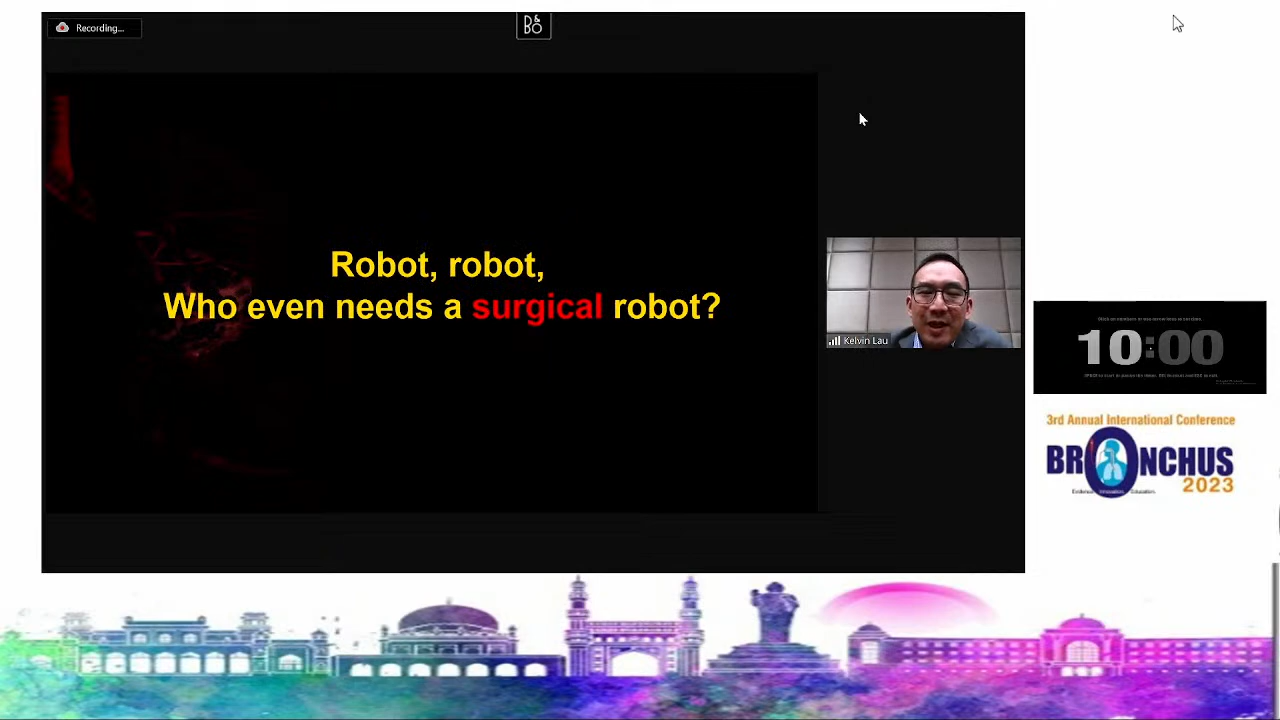 Recording...
B&O
Robot, robot,
Who even needs a surgical robot?
Kelvin Lau
10:00
3rd Annual International Conference
BRONCHUS
2023